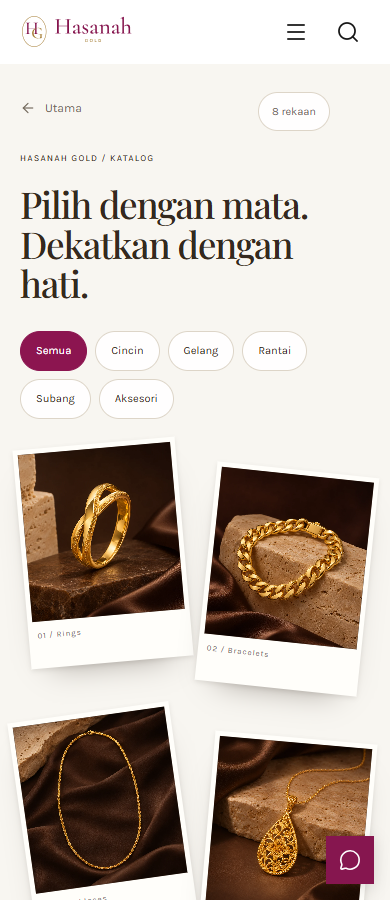 HG Hasanah
GOLD
Utama
8 rekaan
HASANAH GOLD / KATALOG
Pilih dengan mata.
Dekatkan dengan
hati.
Semua
Cincin
Gelang
Rantai
Subang
Aksesori
01 / Rings
02 / Bracelets